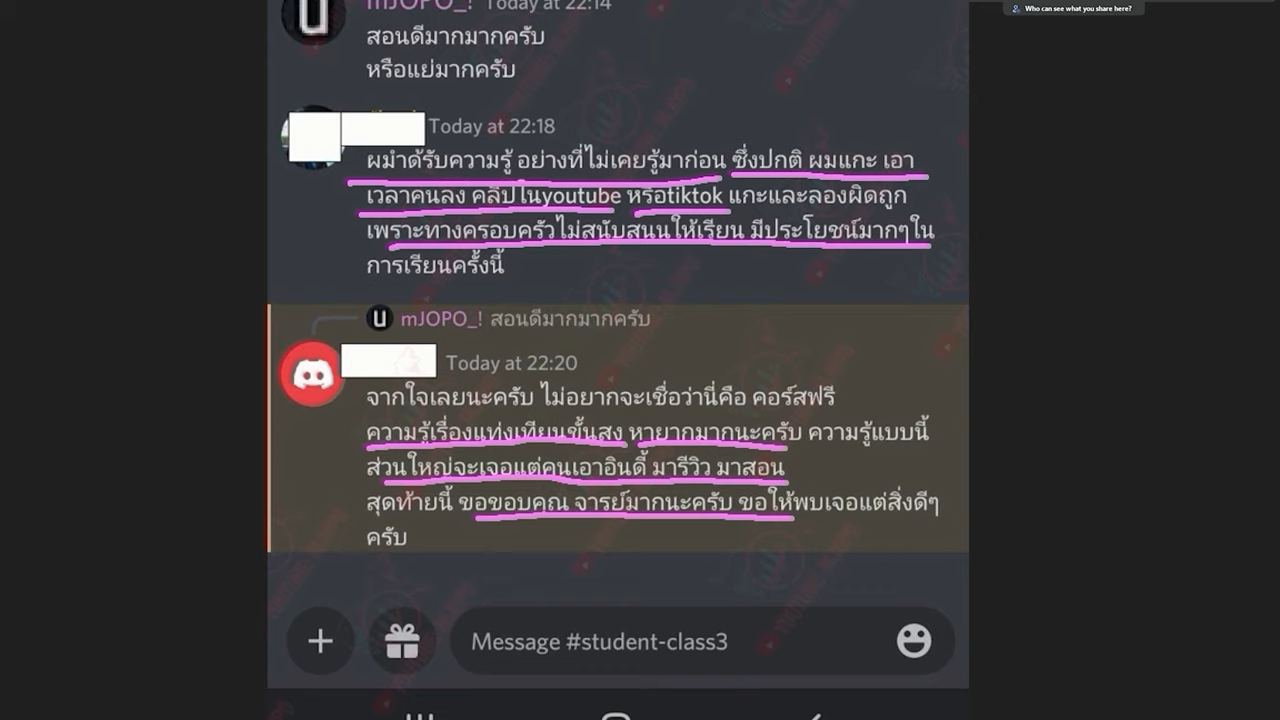 Who can see what you share here?
mJOPO_! Today at 22:14
สอนดีมากมากครับ
หรือแย่มากครับ
Today at 22:18
ผมได้รับความรู้ อย่างที่ไม่เคยรู้มาก่อน ซึ่งปกติ ผมแกะ เอา
เวลาคนลง คลิปในyoutube หรือtiktok แกะและลองผิดถูก
เพราะทางครอบครัวไม่สนับสนุนให้เรียน มีประโยชน์มากๆใน
การเรียนครั้งนี้
mJOPO_! สอนดีมากมากครับ
Today at 22:20
จากใจเลยนะครับ ไม่อยากจะเชื่อว่านี่คือ คอร์สฟรี
ความรู้เรื่องแท่งเทียนขั้นสูง หายากมากนะครับ ความรู้แบบนี้
ส่วนใหญ่จะเจอแต่คนเอาอินดี้ มารีวิว มาสอน
สุดท้ายนี้ ขอขอบคุณ จารย์มากนะครับ ขอให้พบเจอแต่สิ่งดีๆ
ครับ
Message #student-class3